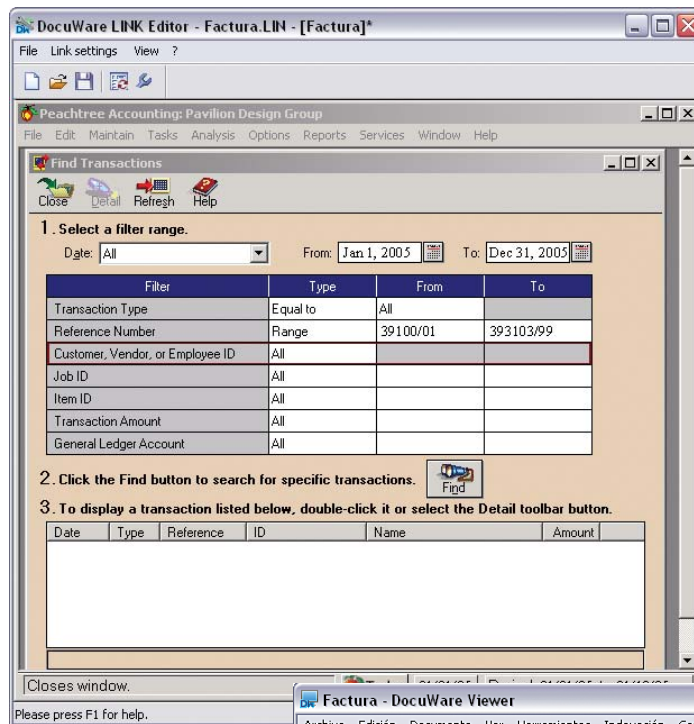 DocuWare LINK Editor - Factura.LIN - [Factura]*
File Link settings View ?
Peachtree Accounting: Pavilion Design Group
File Edit Maintain Tasks Analysis Options Reports Services Window Help
Find Transactions
Close Detail Refresh Help
1. Select a filter range.
Date: All From: Jan 1, 2005 To: Dec 31, 2005
Filter Type From To
Transaction Type Equal to All
Reference Number Range 39100/01 393103/99
Customer, Vendor, or Employee ID All
Job ID All
Item ID All
Transaction Amount All
General Ledger Account All
2. Click the Find button to search for specific transactions. Find
3. To display a transaction listed below, double-click it or select the Detail toolbar button.
Date Type Reference ID Name Amount
Closes window.
Please press F1 for help.
Factura - DocuWare Viewer